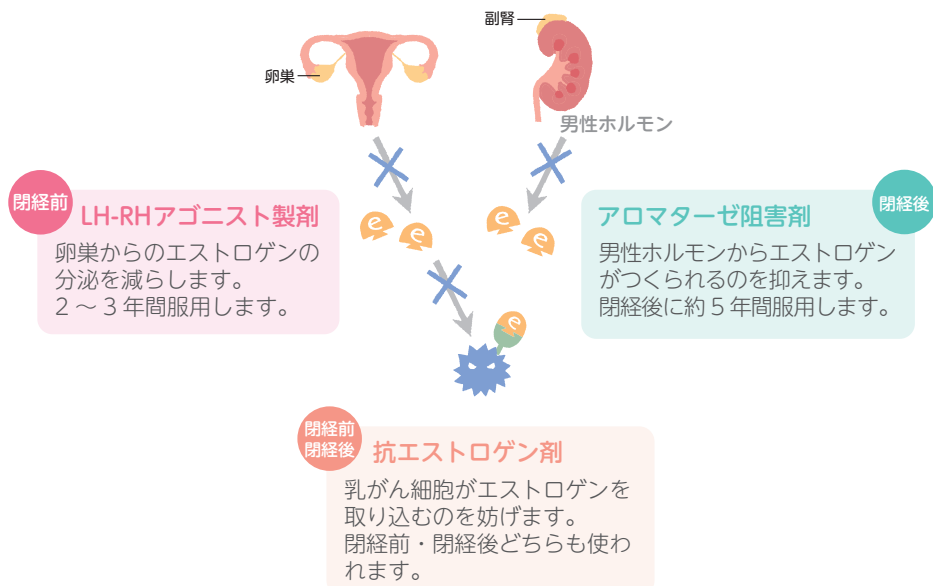 副腎
卵巣
男性ホルモン
閉経前
LH-RHアゴニスト製剤
卵巣からのエストロゲンの
分泌を減らします。
2～3年間服用します。
e
e
e
e
アロマターゼ阻害剤
閉経後
男性ホルモンからエストロゲン
がつくられるのを抑えます。
閉経後に約5年間服用します。
e
閉経前
閉経後
抗エストロゲン剤
乳がん細胞がエストロゲンを
取り込むのを妨げます。
閉経前・閉経後どちらも使わ
れます。